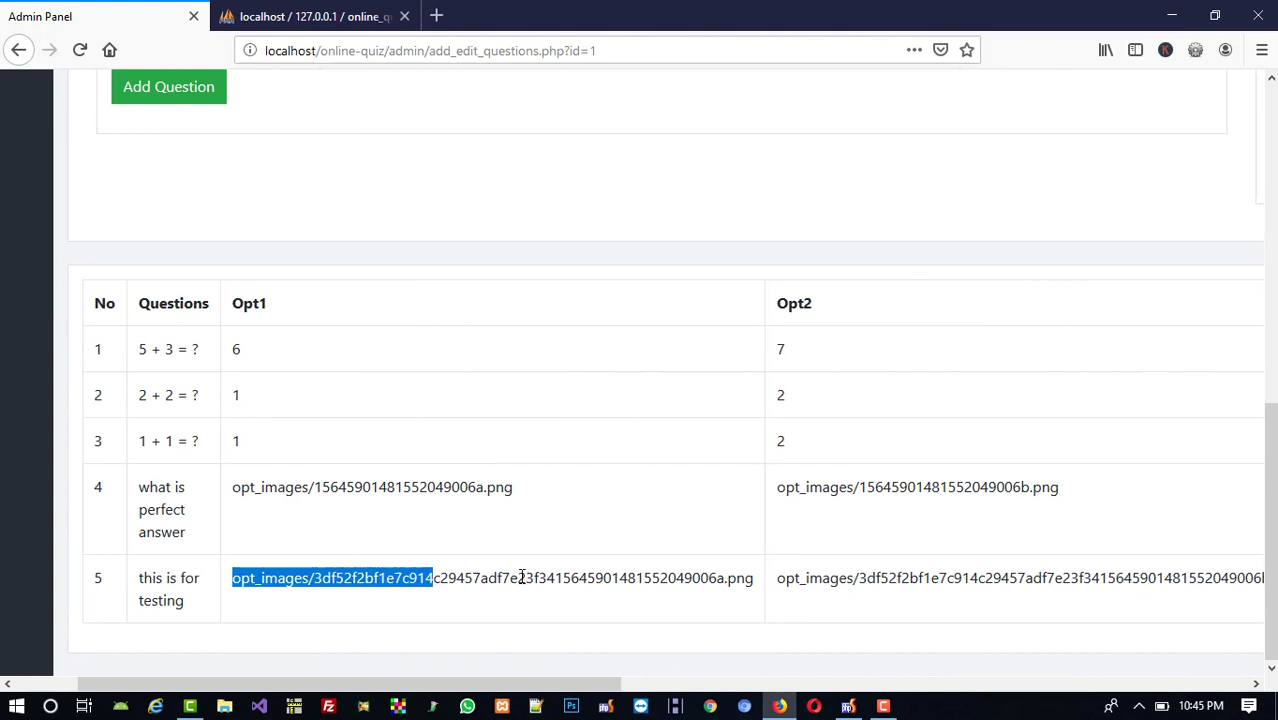 Admin Panel
localhost / 127.0.0.1 / online_q
localhost/online-quiz/admin/add_edit_questions.php?id=1
Add Question
No Questions Opt1 Opt2
1 5 + 3 = ? 6 7
2 2 + 2 = ? 1 2
3 1 + 1 = ? 1 2
4 what is perfect answer opt_images/15645901481552049006a.png opt_images/15645901481552049006b.png
5 this is for testing opt_images/3df52f2bf1e7c914c29457adf7e23f3415645901481552049006a.png opt_images/3df52f2bf1e7c914c29457adf7e23f3415645901481552049006
10:45 PM